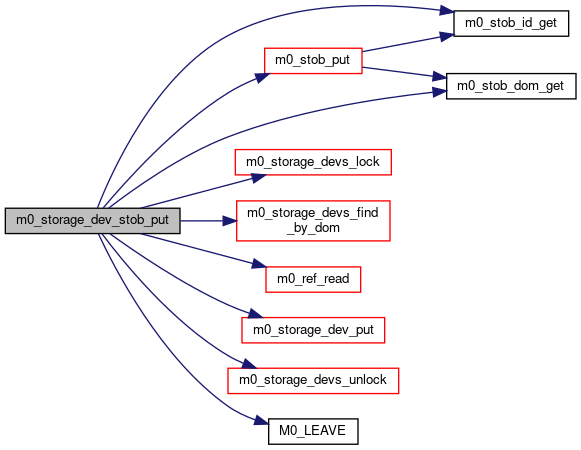 m0_stob_id_get
m0_stob_put
m0_stob_dom_get
m0_storage_devs_lock
m0_storage_dev_stob_put
m0_storage_devs_find
_by_dom
m0_ref_read
m0_storage_dev_put
m0_storage_devs_unlock
M0_LEAVE